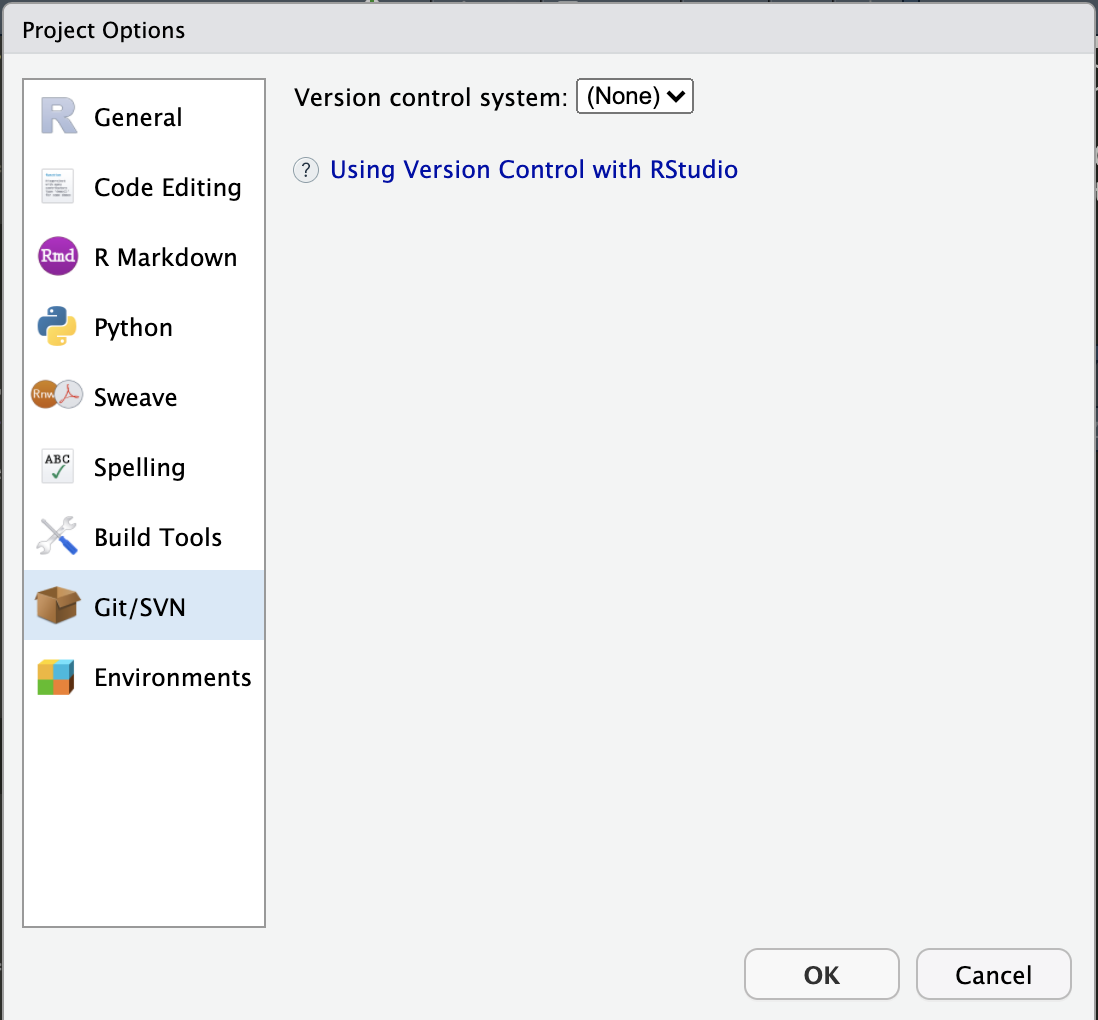 Project Options
R General
Code Editing
Rmd R Markdown
Python
Rnw Sweave
ABC Spelling
Build Tools
Git/SVN
Environments
Version control system: (None)
? Using Version Control with RStudio
OK Cancel